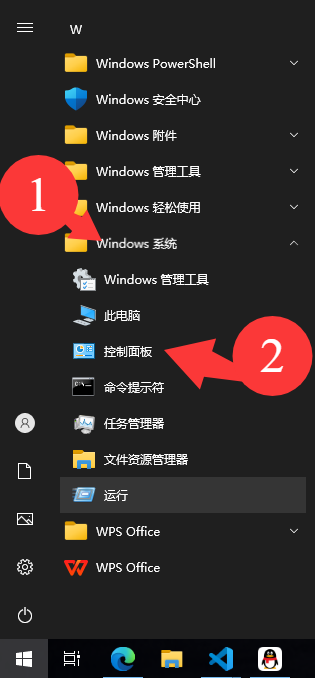 W
Windows PowerShell
Windows 安全中心
Windows 附件
Windows 管理工具
1
Windows 轻松使用
Windows 系统
Windows 管理工具
此电脑
控制面板
2
命令提示符
任务管理器
文件资源管理器
运行
WPS Office
WPS Office